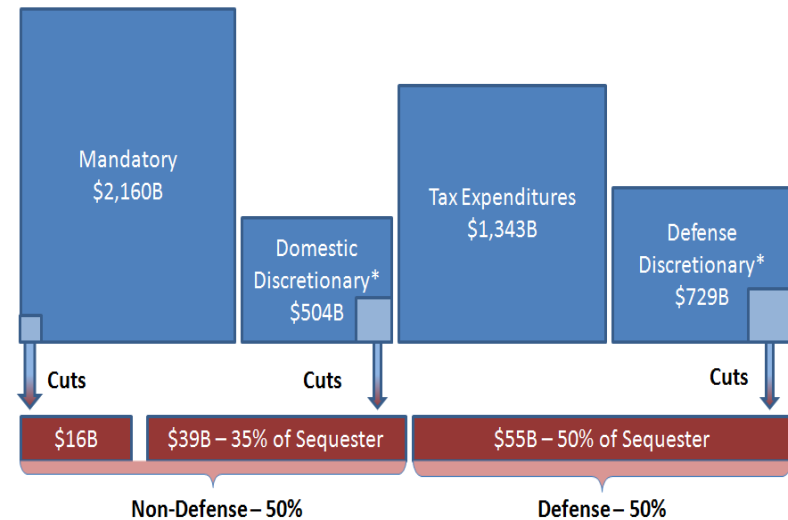 Mandatory
$2,160B
Domestic
Discretionary*
$504B
Tax Expenditures
$1,343B
Defense
Discretionary*
$729B
Cuts
Cuts
Cuts
$16B
$39B – 35% of Sequester
$55B – 50% of Sequester
Non-Defense – 50%
Defense – 50%